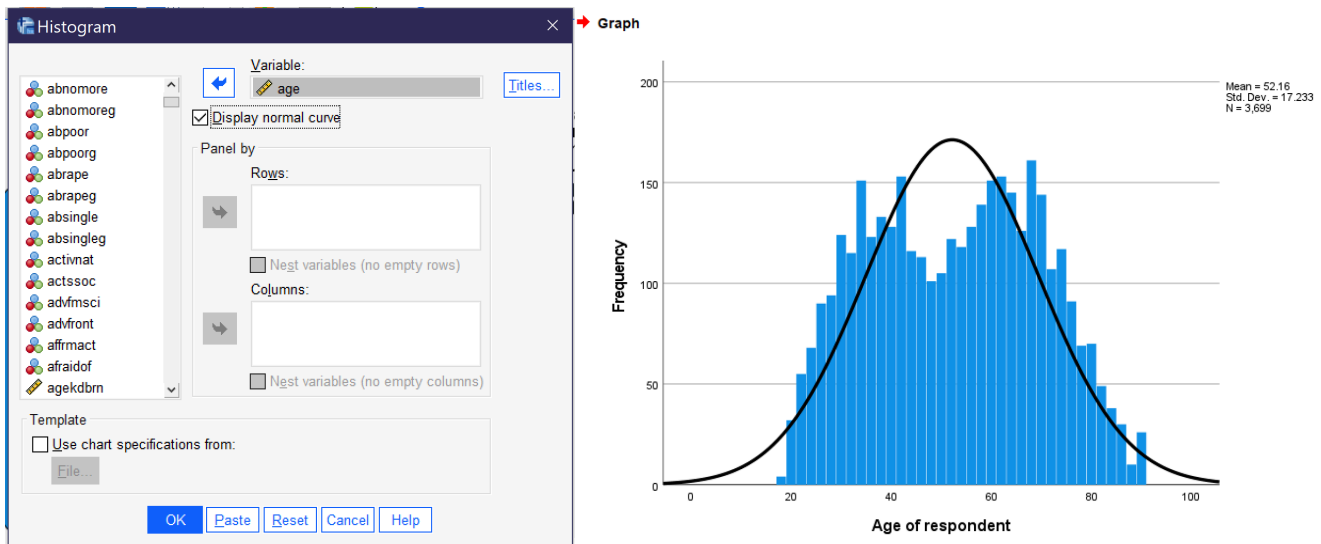 Histogram
abnomore
abnomoreg
abpoor
abpoorg
abrape
abrapeg
absingle
absingleg
activnat
actssoc
advfmsci
advfront
affrmact
afraidof
agekdbrn
Variable:
age
Titles...
Display normal curve
Panel by
Rows:
Nest variables (no empty rows)
Columns:
Nest variables (no empty columns)
Template
Use chart specifications from:
File...
OK Paste Reset Cancel Help
Graph
Mean = 52.16
Std. Dev. = 17.233
N = 3,699
Frequency
200
150
100
50
0
0 20 40 60 80 100
Age of respondent